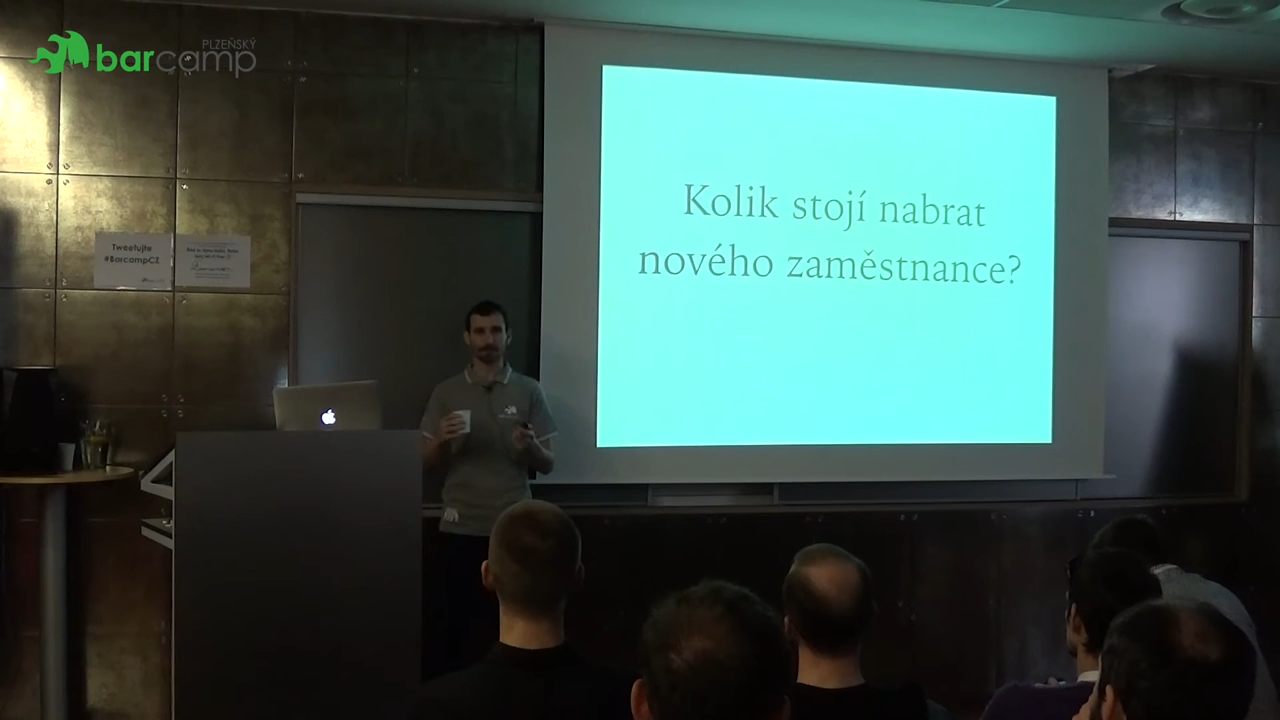 PLZEŇSKÝ
barcamp
Kolik stojí nabrat
nového zaměstnance?
Tweetujte
#BarcampCZ